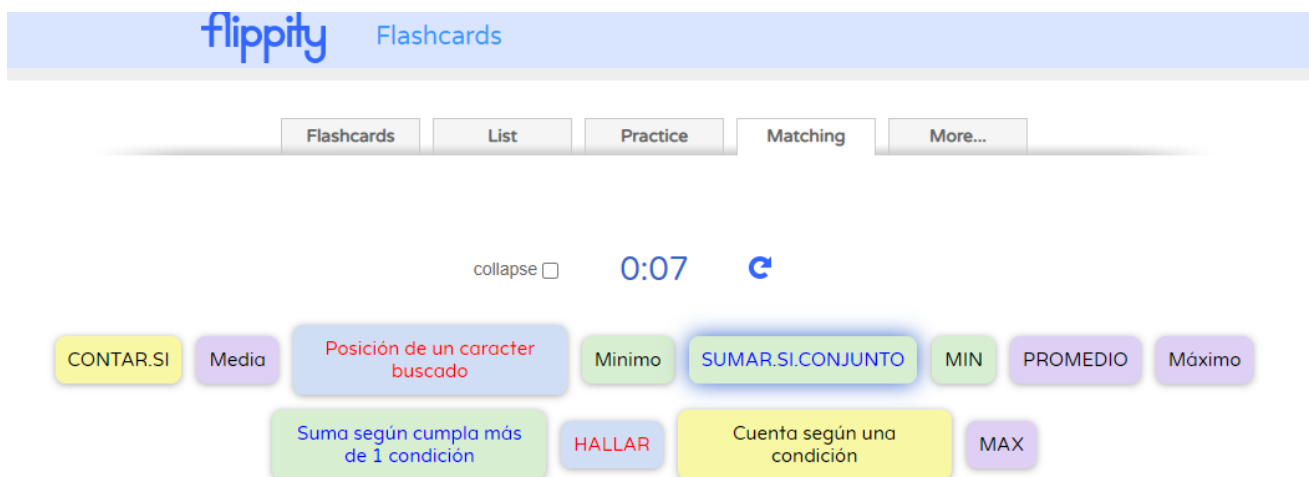 flippity Flashcards
Flashcards List Practice Matching More...
collapse 0:07
CONTAR.SI Media Posición de un caracter buscado Minimo SUMAR.SI.CONJUNTO MIN PROMEDIO Máximo
Suma según cumpla más de 1 condición HALLAR Cuenta según una condición MAX